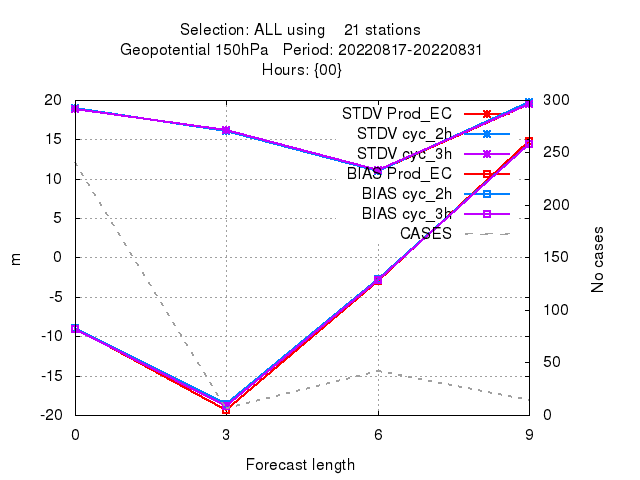 Selection: ALL using 21 stations
Geopotential 150hPa Period: 20220817-20220831
Hours: {00}
20
15
10
5
0
-5
-10
-15
-20
m
300
250
200
150
100
50
0
No cases
STDV Prod_EC
STDV cyc_2h
STDV cyc_3h
BIAS Prod_EC
BIAS cyc_2h
BIAS cyc_3h
CASES
0 3 6 9
Forecast length